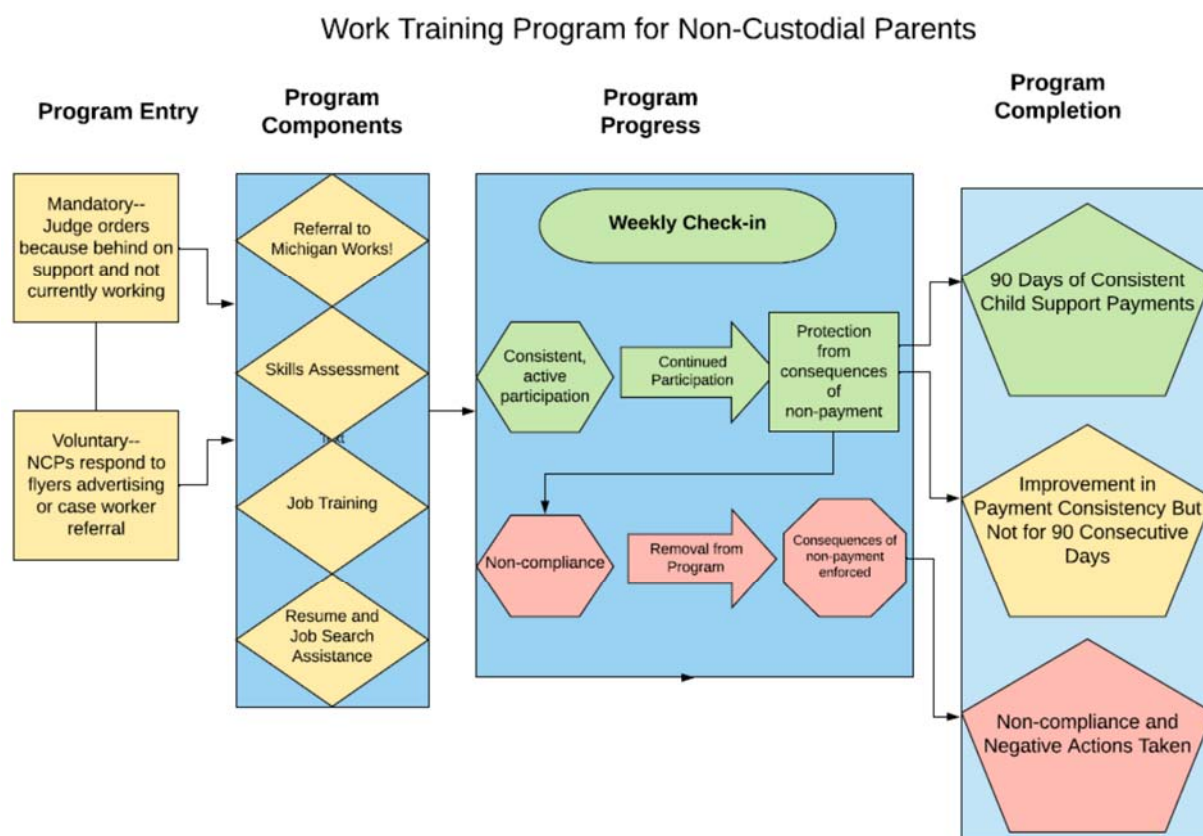 Work Training Program for Non-Custodial Parents
Program Entry
Program
Components
Program
Progress
Program
Completion
Mandatory--
Judge orders
because behind on
support and not
currently working
Voluntary--
NCPs respond to
flyers advertising
or case worker
referral
Referral to
Michigan Works!
Skills Assessment
Text
Job Training
Resume and
Job Search
Assistance
Weekly Check-in
Consistent,
active
participation
Continued
Participation
Protection
from
consequences
of
non-payment
Non-compliance
Removal from
Program
Consequences of
non-payment
enforced
90 Days of Consistent
Child Support Payments
Improvement in
Payment Consistency But
Not for 90 Consecutive
Days
Non-compliance and
Negative Actions Taken